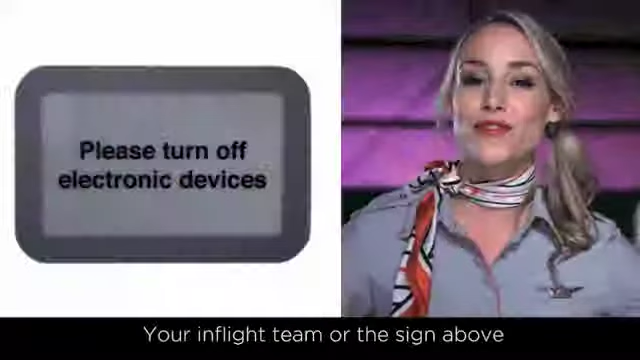 Please turn off
electronic devices
Your inflight team or the sign above